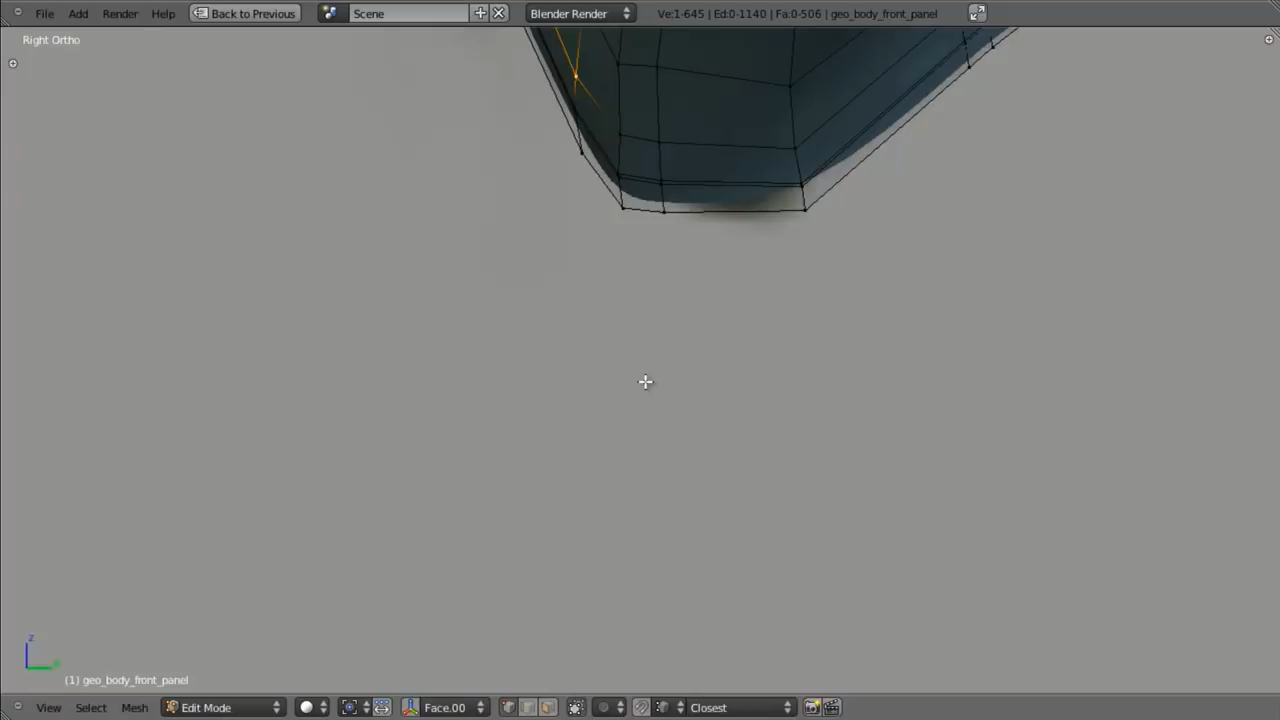 File Add Render Help Back to Previous Scene Blender Render Ve:1-645 | Ed:0-1140 | Fa:0-506 | geo_body_front_panel
Right Ortho
z
(1) geo_body_front_panel
View Select Mesh Edit Mode Face.00 Closest